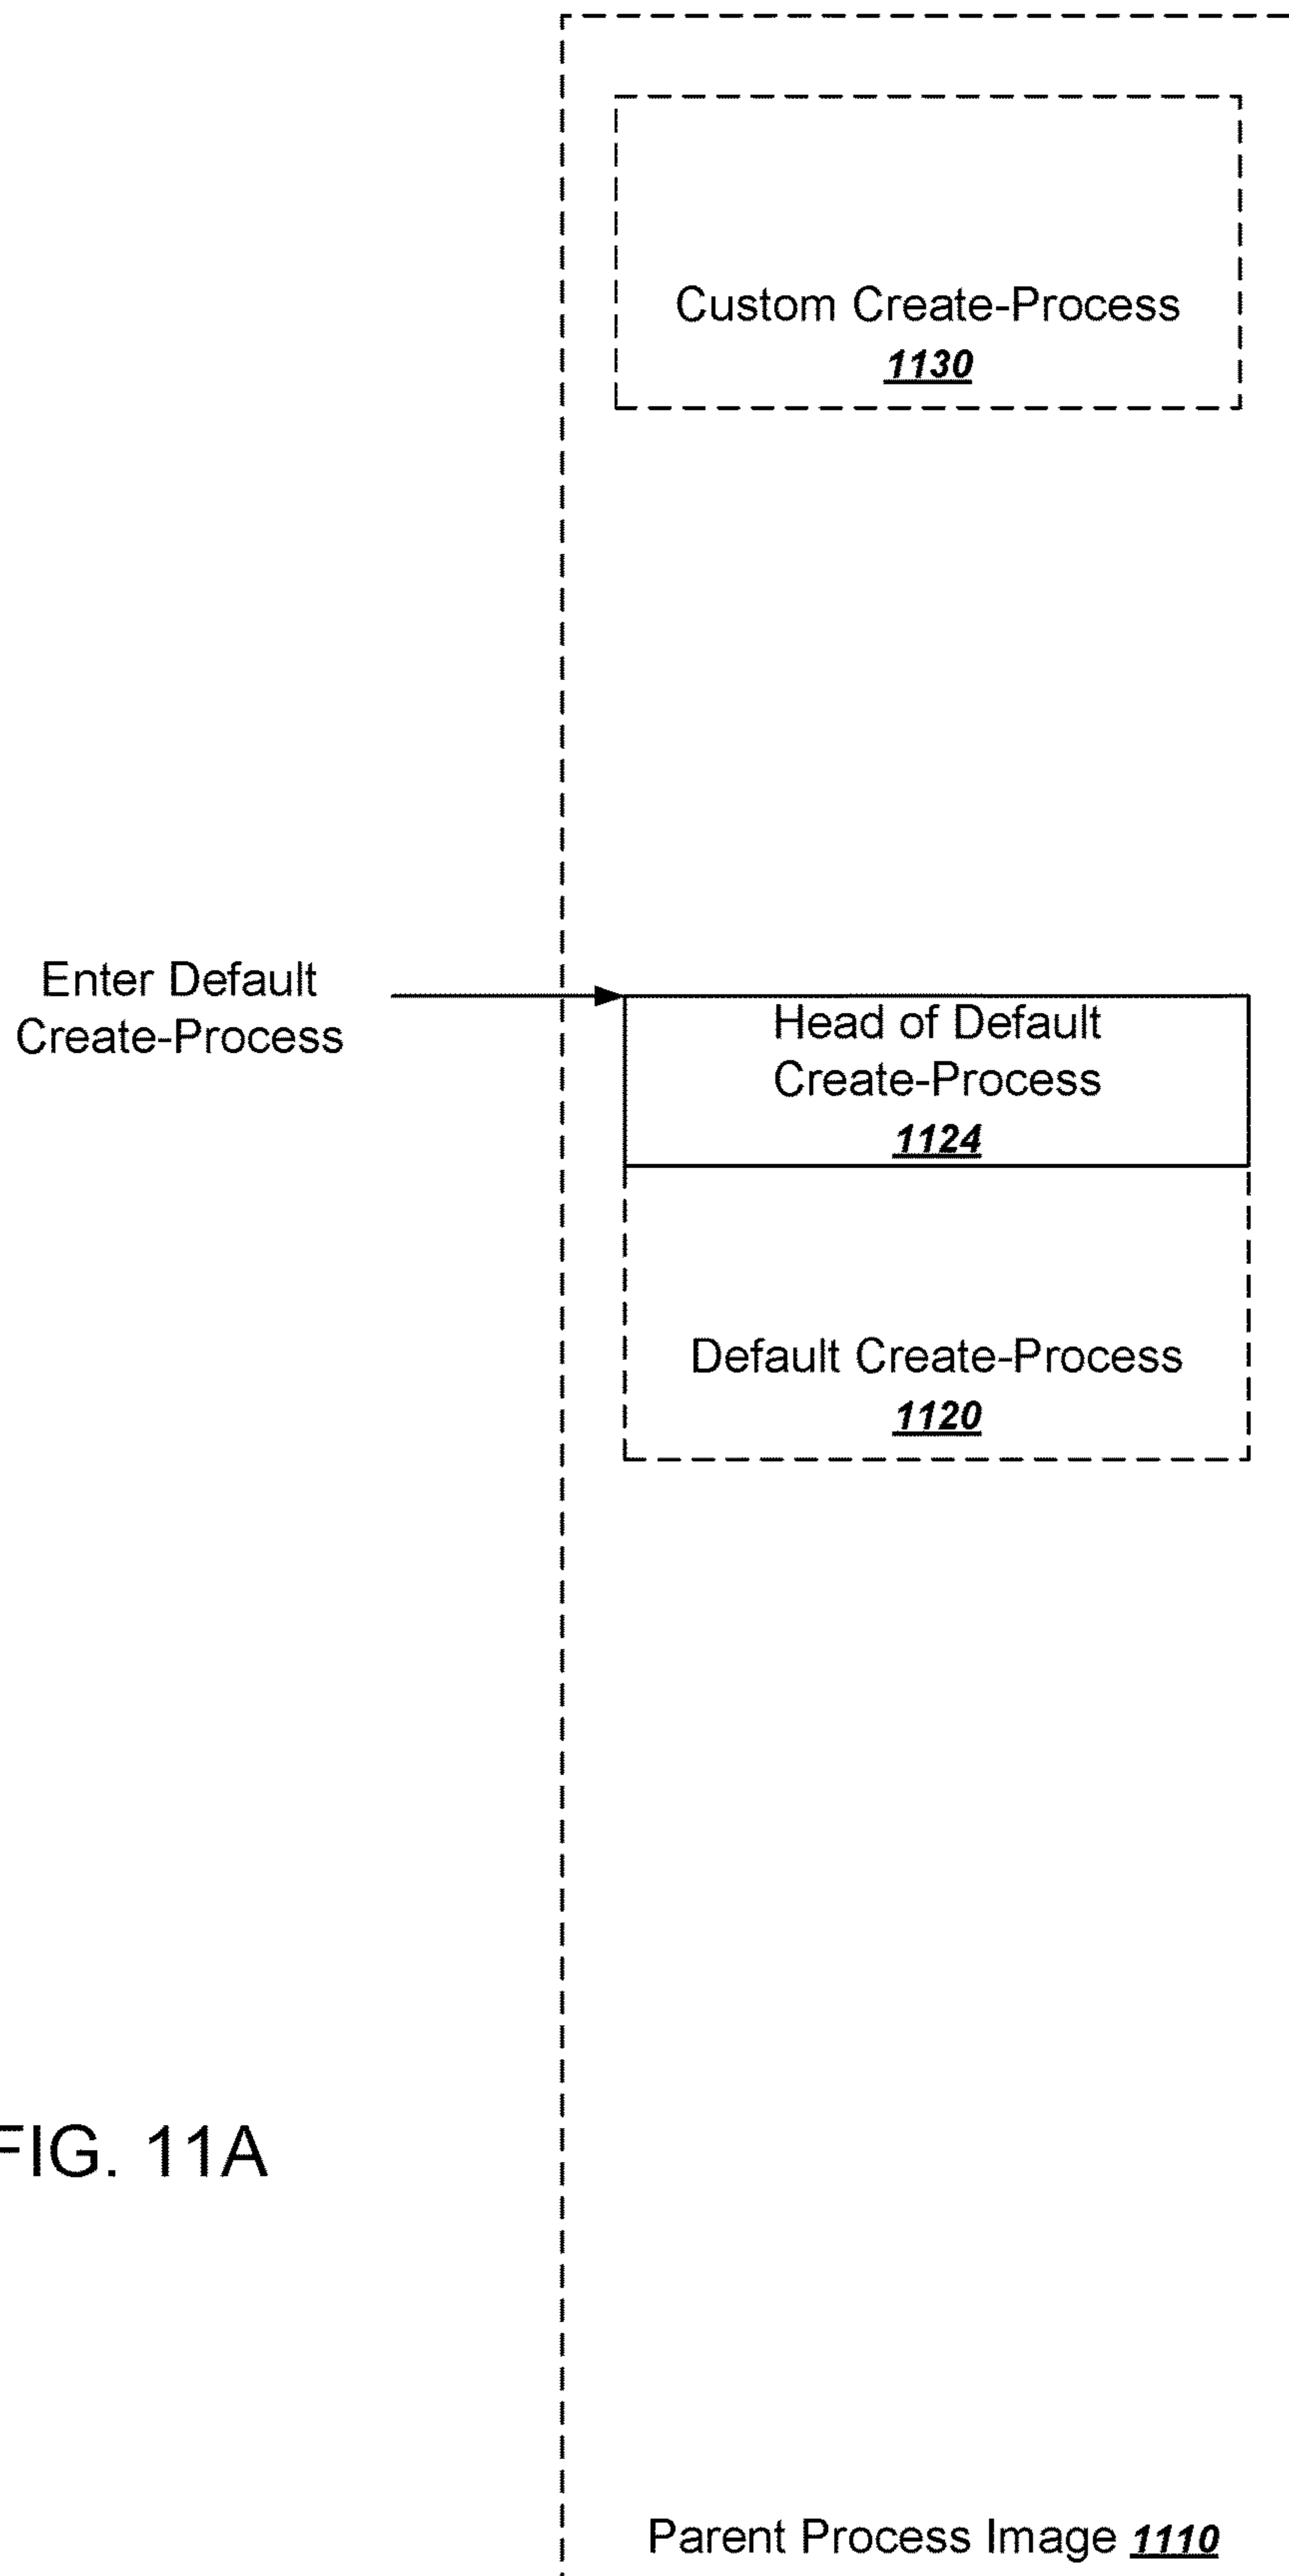 Custom Create-Process
1130
Enter Default
Create-Process
Head of Default
Create-Process
1124
Default Create-Process
1120
FIG. 11A
Parent Process Image 1110